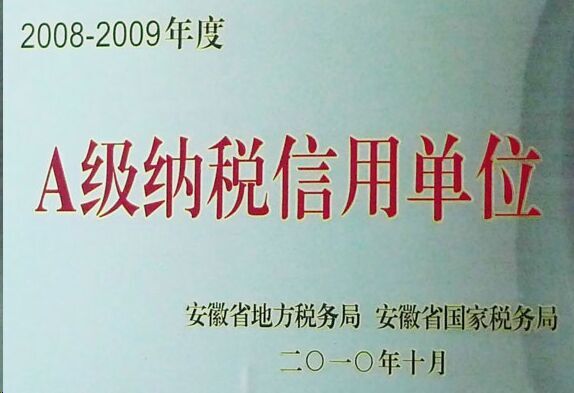 2008-2009年度
A级纳税信用单位
安徽省地方税务局 安徽省国家税务局
二〇一〇年十月